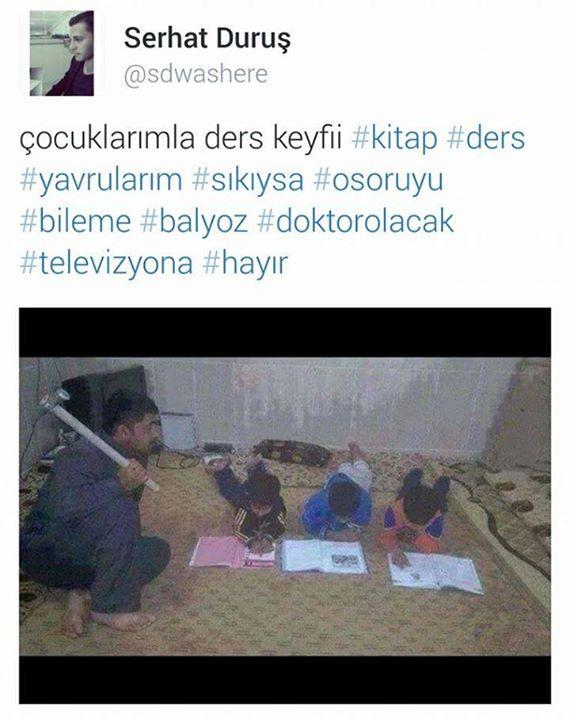 Serhat Duruş
@sdwashere
çocuklarımla ders keyfii #kitap #ders
#yavrularım #sıkıysa #osoruyu
#bileme #balyoz #doktorolacak
#televizyona #hayır